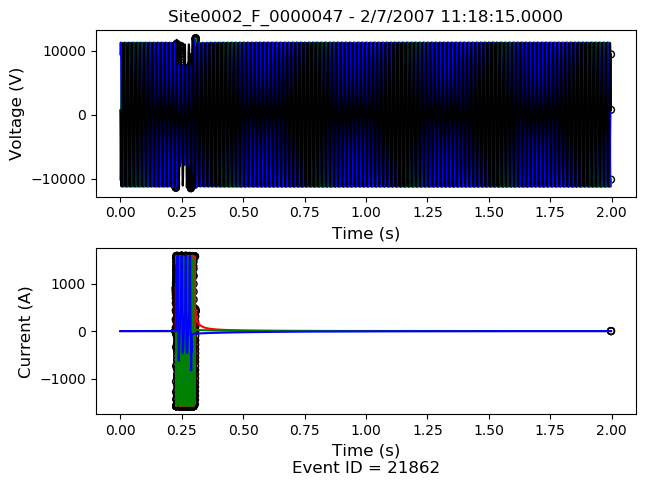 Site0002_F_0000047 - 2/7/2007 11:18:15.0000
Voltage (V)
10000
0
−10000
0.00 0.25 0.50 0.75 1.00 1.25 1.50 1.75 2.00
Time (s)
Current (A)
1000
0
−1000
0.00 0.25 0.50 0.75 1.00 1.25 1.50 1.75 2.00
Time (s)
Event ID = 21862